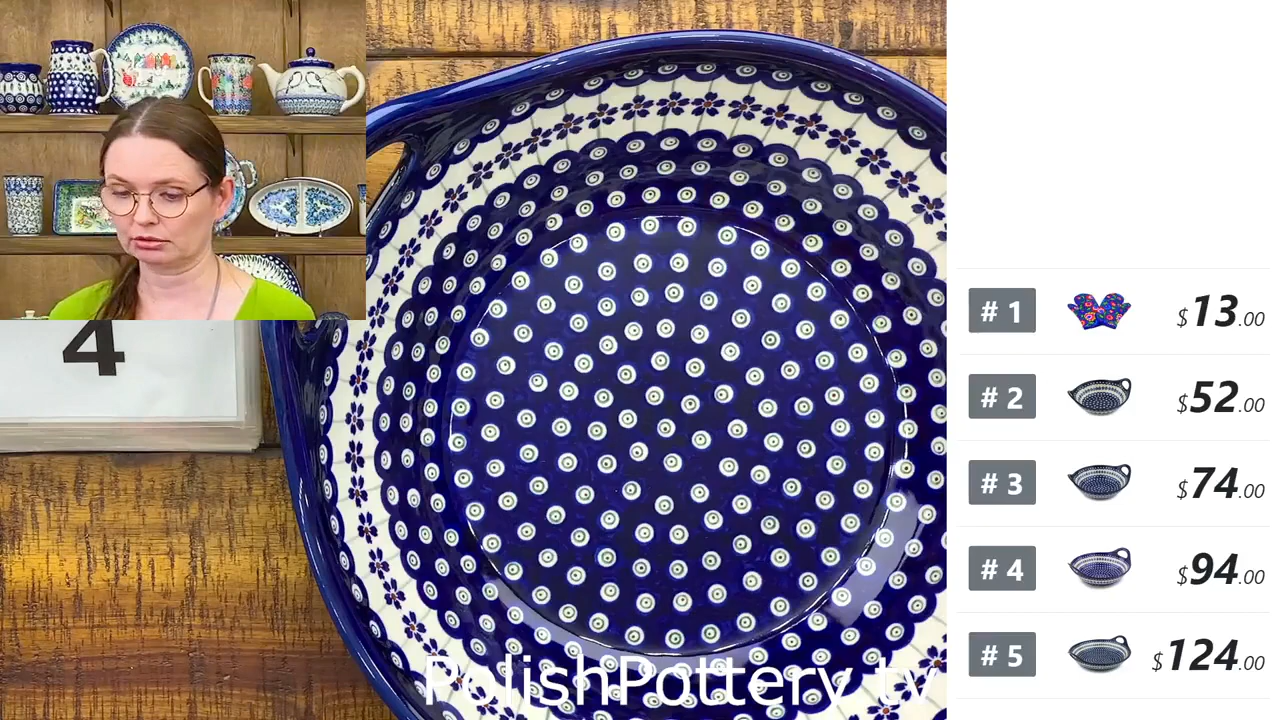 4
PolishPottery tv
# 1 $13.00
# 2 $52.00
# 3 $74.00
# 4 $94.00
# 5 $124.00